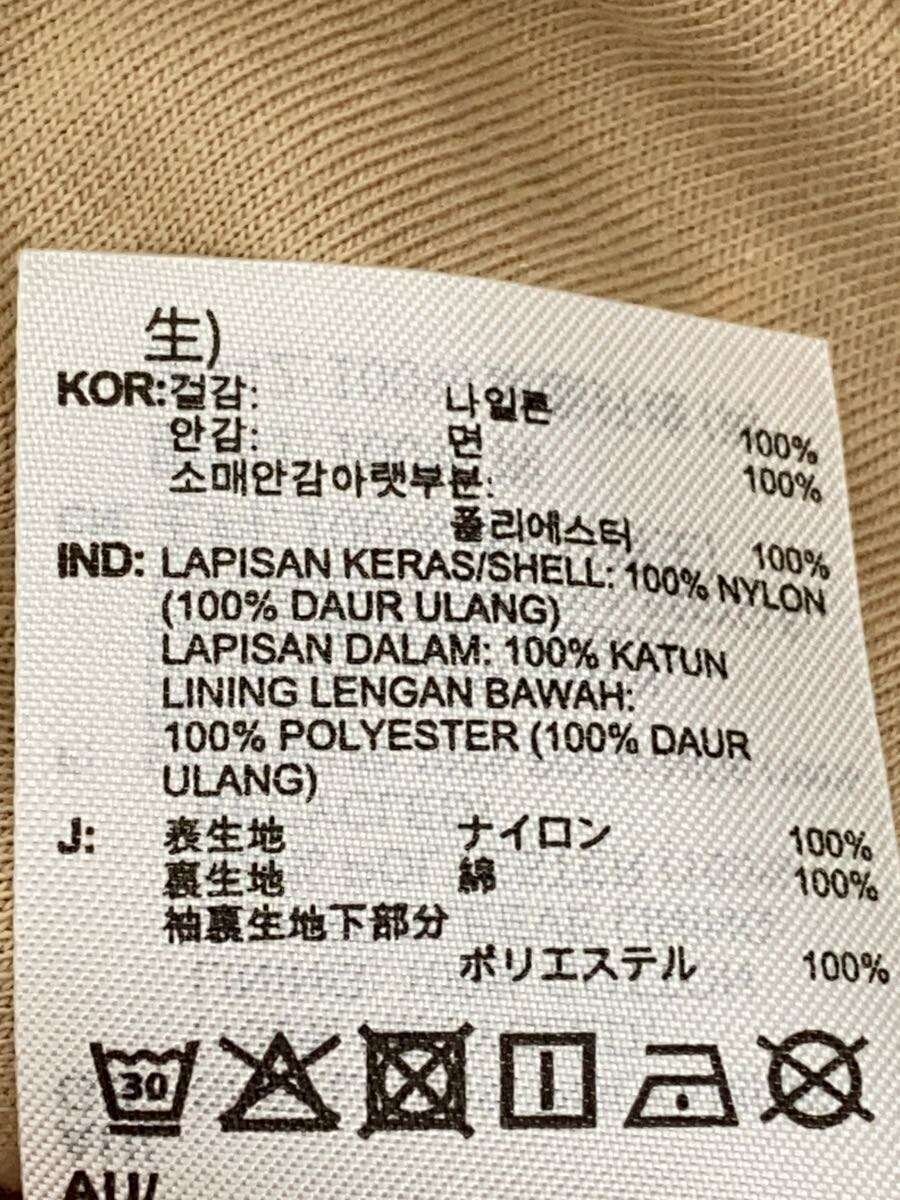 生)
KOR:걸감: 나일론 100%
안감: 면 100%
소매안감아랫부분:
폴리에스터 100%
IND: LAPISAN KERAS/SHELL: 100% NYLON
(100% DAUR ULANG)
LAPISAN DALAM: 100% KATUN
LINING LENGAN BAWAH:
100% POLYESTER (100% DAUR
ULANG)
J: 表生地 ナイロン 100%
裏生地 綿 100%
袖裏生地下部分
ポリエステル 100%
30
AU/